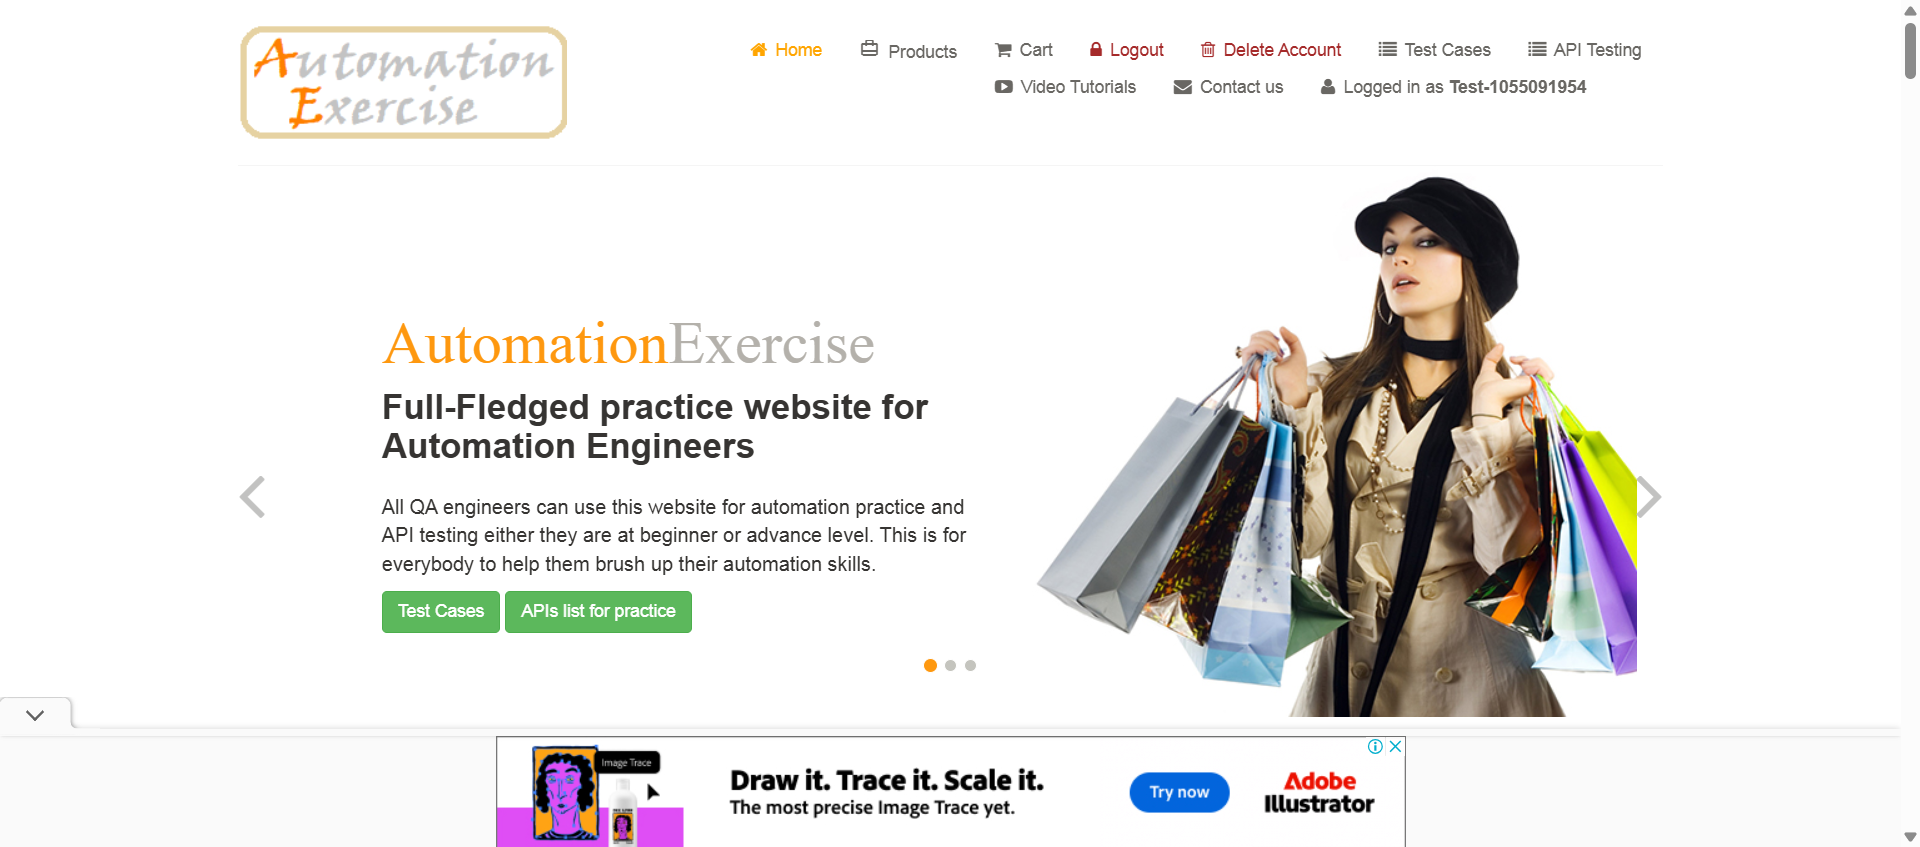 Automation
Exercise
Home Products Cart Logout Delete Account Test Cases API Testing
Video Tutorials Contact us Logged in as Test-1055091954
AutomationExercise
Full-Fledged practice website for
Automation Engineers
All QA engineers can use this website for automation practice and
API testing either they are at beginner or advance level. This is for
everybody to help them brush up their automation skills.
Test Cases APIs list for practice
Image Trace
Draw it. Trace it. Scale it.
The most precise Image Trace yet.
Try now
Adobe
Illustrator